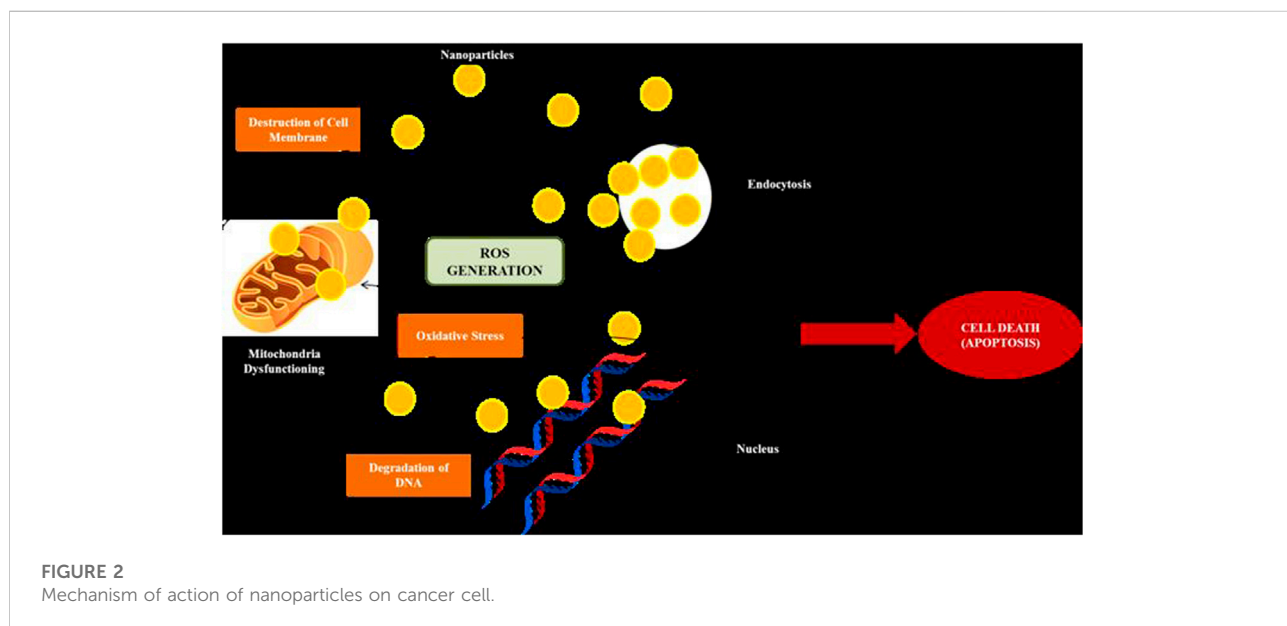 Nanoparticles
Destruction of Cell
Membrane
Endocytosis
ROS
GENERATION
Oxidative Stress
CELL DEATH
(APOPTOSIS)
Mitochondria
Dysfunctioning
Nucleus
Degradation of
DNA
FIGURE 2
Mechanism of action of nanoparticles on cancer cell.